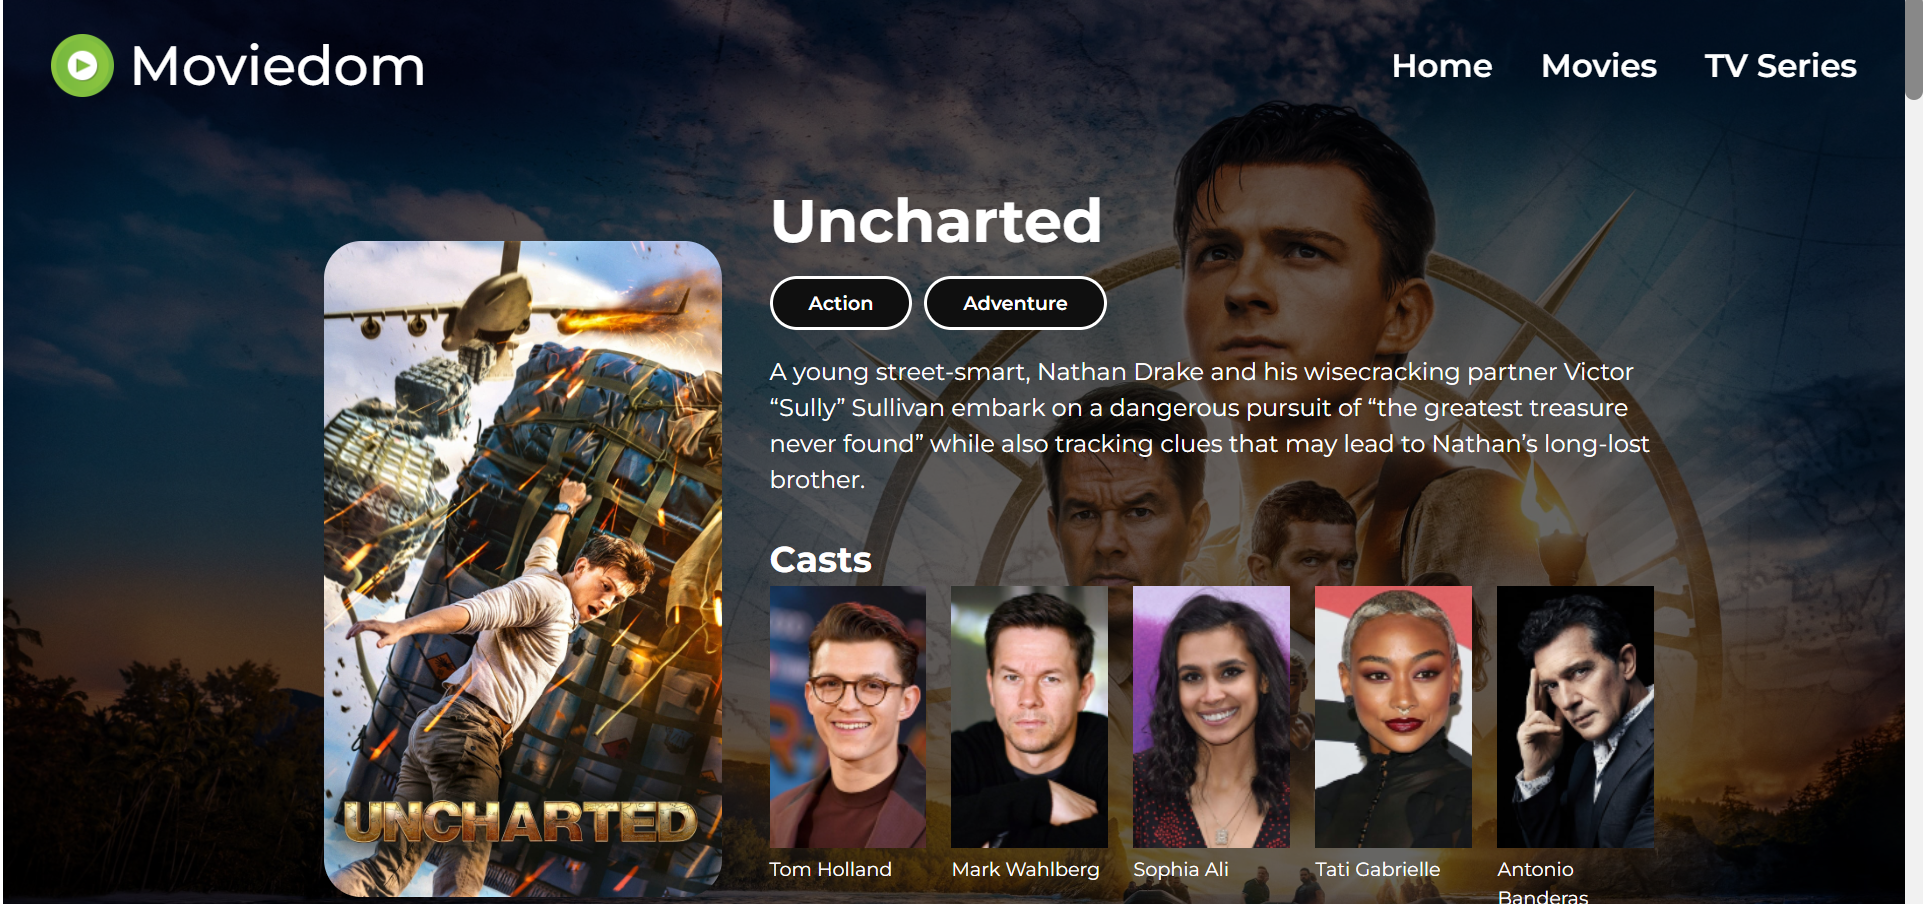 Moviedom
Home
Movies
TV Series
Uncharted
Action
Adventure
A young street-smart, Nathan Drake and his wisecracking partner Victor
“Sully” Sullivan embark on a dangerous pursuit of “the greatest treasure
never found” while also tracking clues that may lead to Nathan’s long-lost
brother.
Casts
UNCHARTED
Tom Holland
Mark Wahlberg
Sophia Ali
Tati Gabrielle
Antonio
Banderas